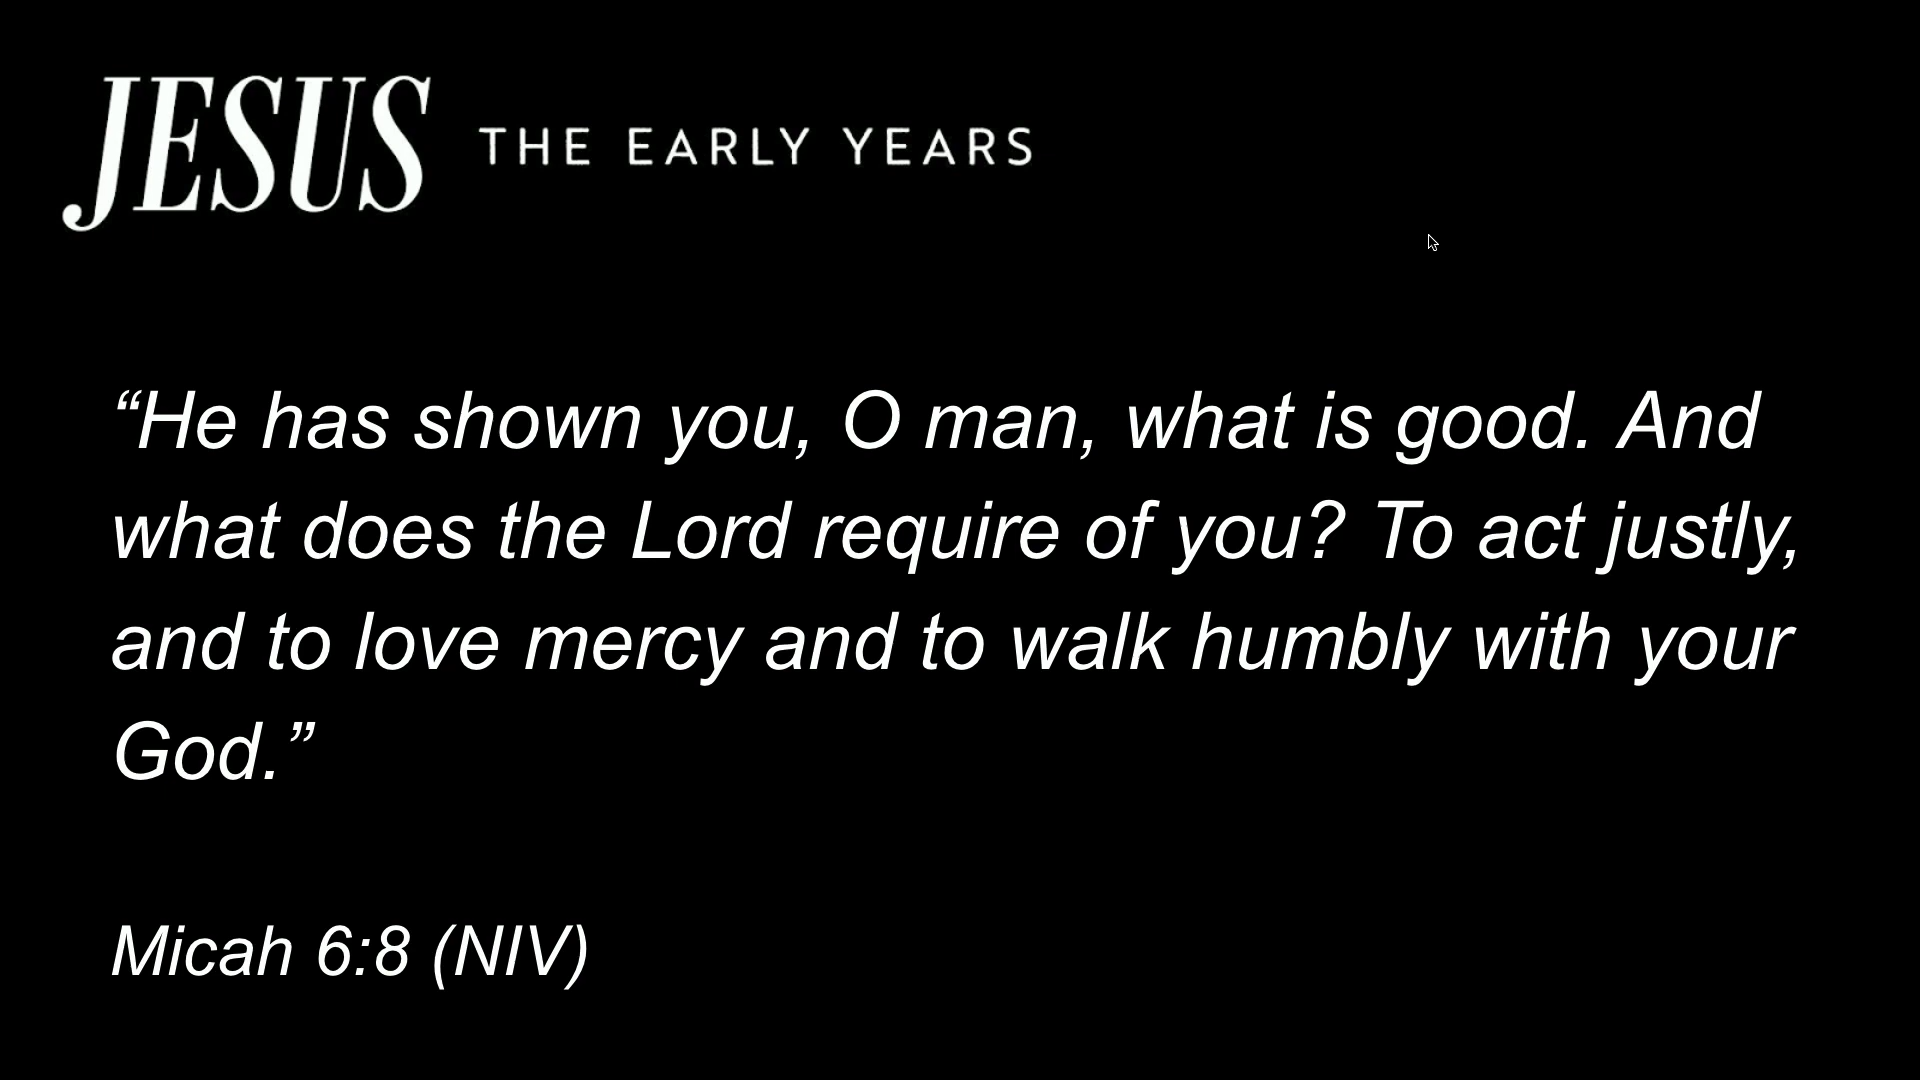 JESUS THE EARLY YEARS
“He has shown you, O man, what is good. And
what does the Lord require of you? To act justly,
and to love mercy and to walk humbly with your
God.”
Micah 6:8 (NIV)